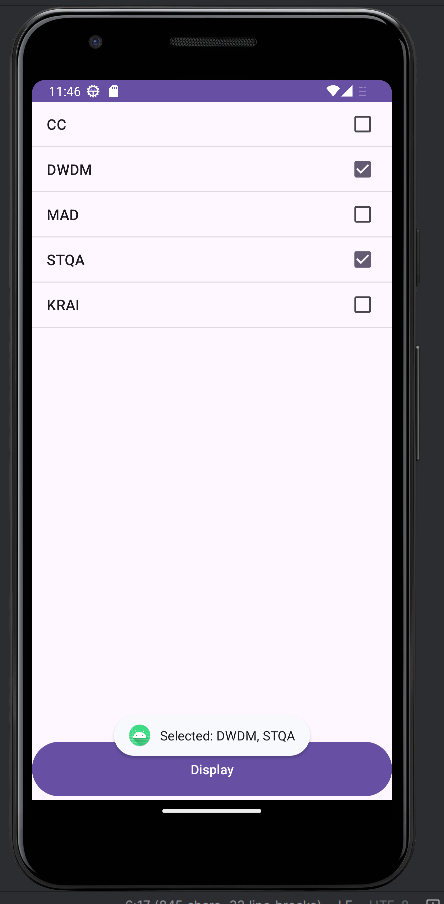 11:46
CC
DWDM
MAD
STQA
KRAI
Selected: DWDM, STQA
Display